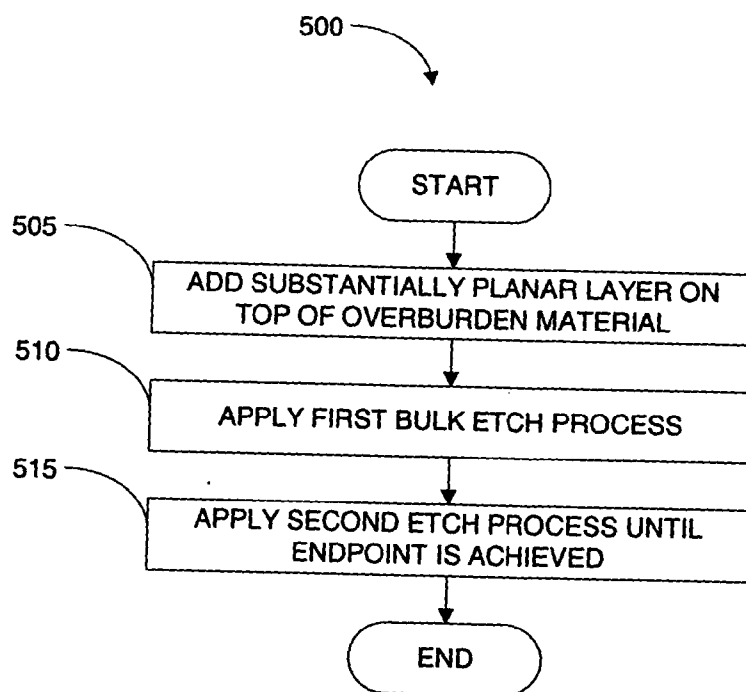 500
START
505
ADD SUBSTANTIALLY PLANAR LAYER ON
TOP OF OVERBURDEN MATERIAL
510
APPLY FIRST BULK ETCH PROCESS
515
APPLY SECOND ETCH PROCESS UNTIL
ENDPOINT IS ACHIEVED
END